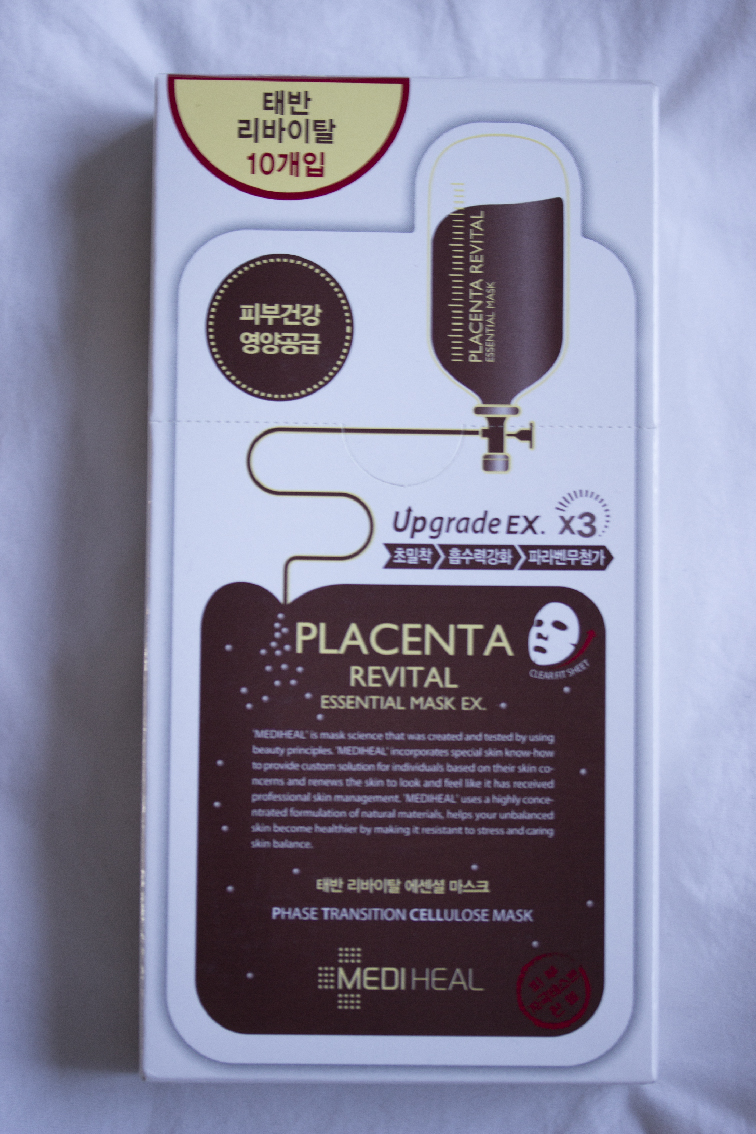 태반
리바이탈
10개입
PLACENTA REVITAL
ESSENTIAL MASK
피부건강
영양공급
Upgrade EX. x3
초밀착 흡수력강화 파라벤무첨가
PLACENTA
REVITAL
ESSENTIAL MASK EX.
CLEAR FIT SHEET
'MEDIHEAL' is mask science that was created and tested by using
beauty principles. 'MEDIHEAL' incorporates special skin know-how
to provide custom solution for individuals based on their skin co-
ncerns and renews the skin to look and feel like it has received
professional skin management. 'MEDIHEAL' uses a highly conce-
ntrated formulation of natural materials, helps your unbalanced
skin become healthier by making it resistant to stress and caring
skin balance.
태반 리바이탈 에센셜 마스크
PHASE TRANSITION CELLULOSE MASK
MEDIHEAL